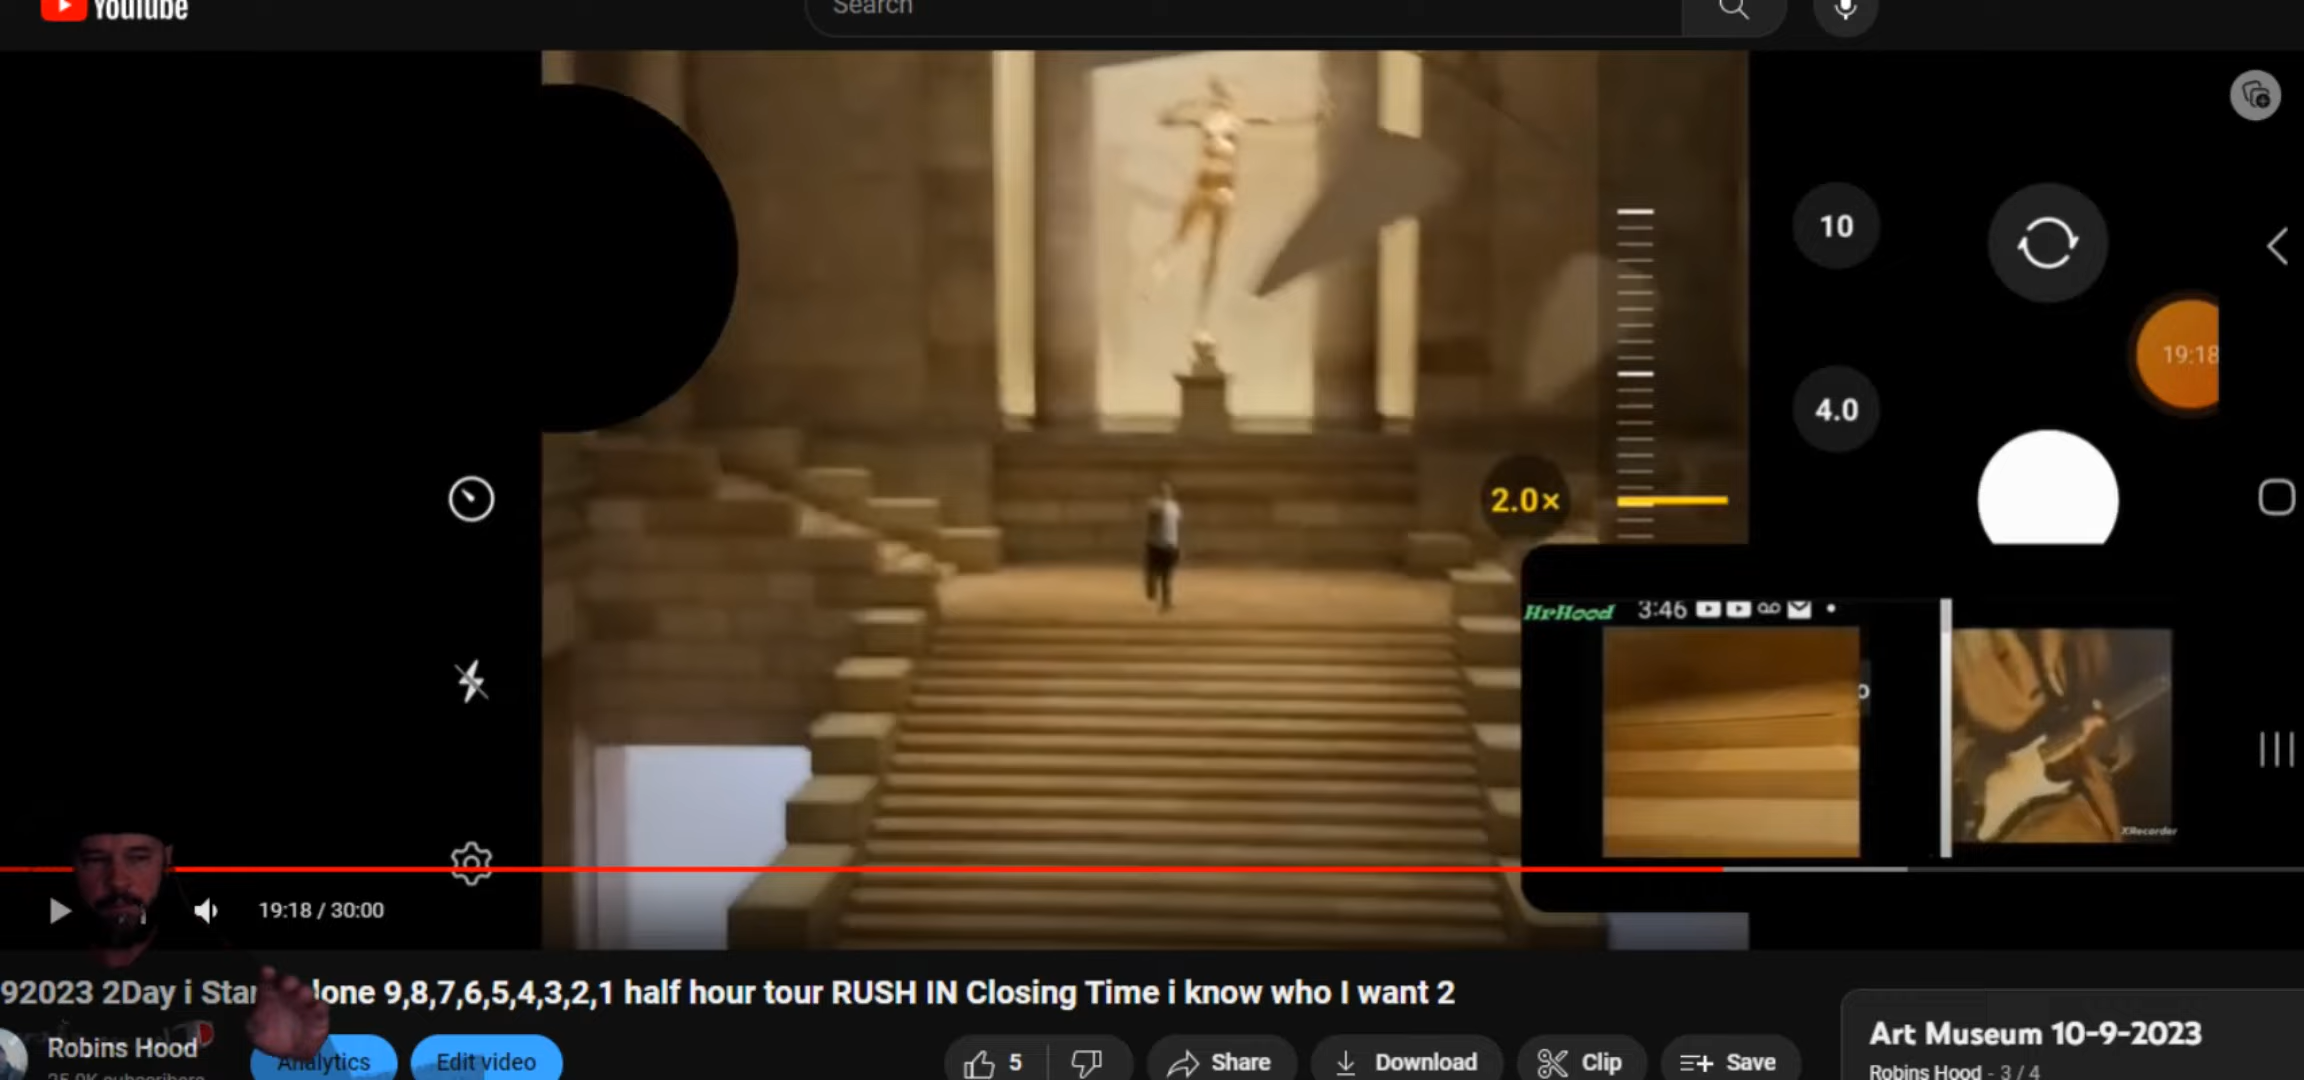 YouTube
Search
10
19:18
4.0
2.0×
HrHood 3:46
XRecorder
19:18 / 30:00
92023 2Day i Stan lone 9,8,7,6,5,4,3,2,1 half hour tour RUSH IN Closing Time i know who I want 2
Robins Hood
Analytics
Edit video
5
Share
Download
Clip
Save
Art Museum 10-9-2023
Robins Hood - 3 / 4